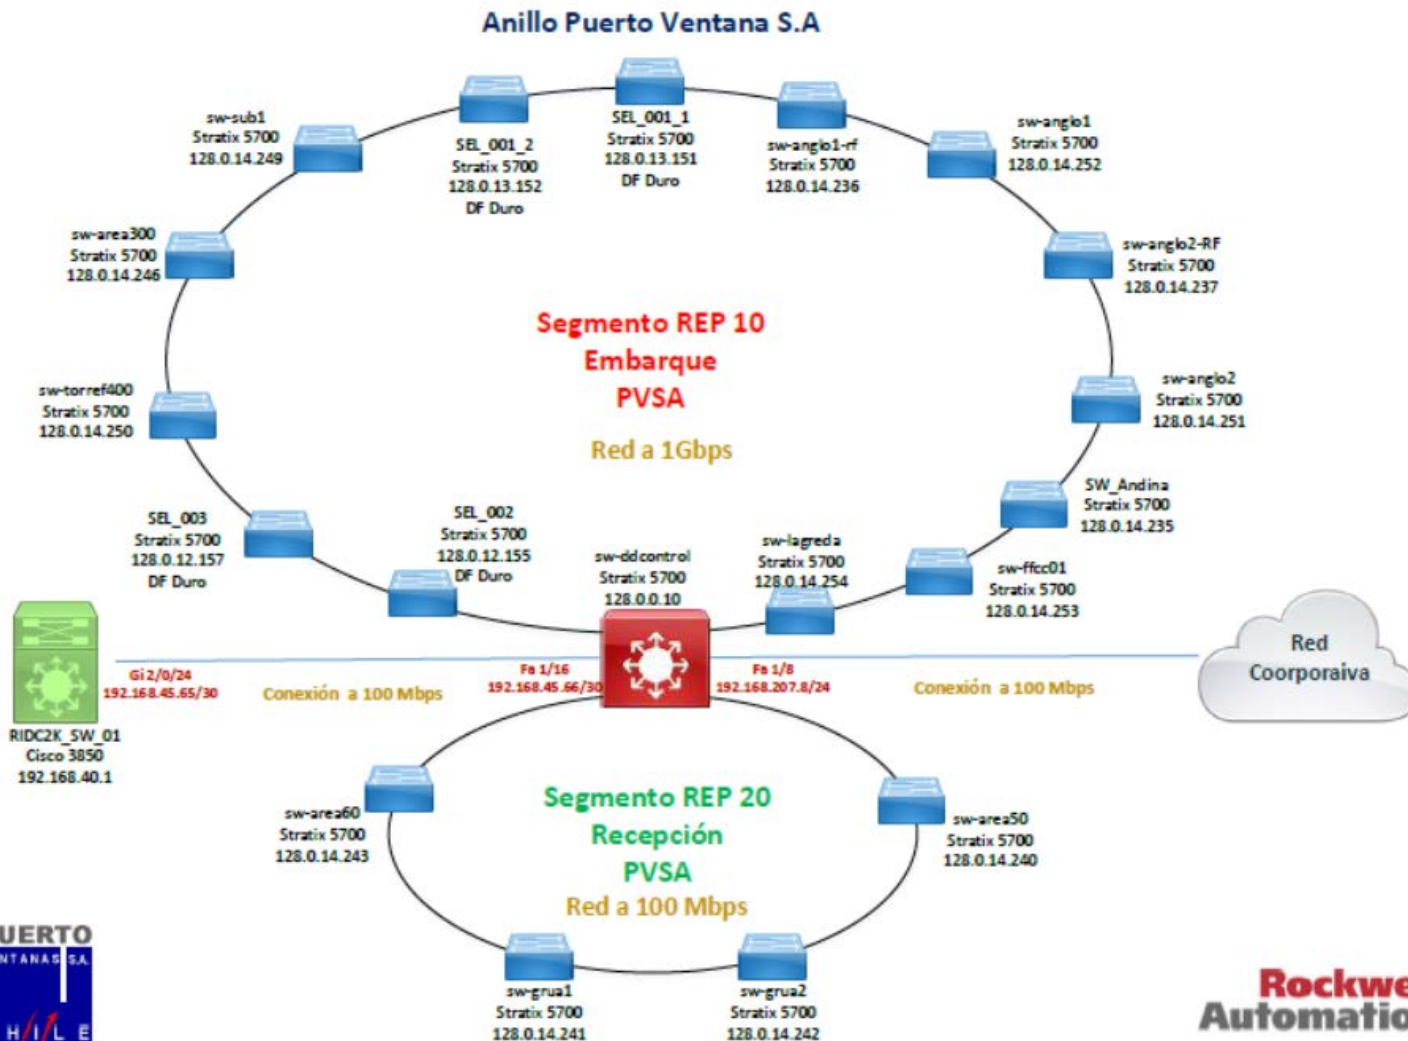 Anillo Puerto Ventana S.A
sw-sub1
Stratix 5700
128.0.14.249
SEL_001_2
Stratix 5700
128.0.13.152
DF Duro
SEL_001_1
Stratix 5700
128.0.13.151
DF Duro
sw-anglo1-rf
Stratix 5700
128.0.14.236
sw-anglo1
Stratix 5700
128.0.14.252
sw-area300
Stratix 5700
128.0.14.246
sw-anglo2-RF
Stratix 5700
128.0.14.237
Segmento REP 10
Embarque
PVSA
Red a 1Gbps
sw-torref400
Stratix 5700
128.0.14.250
sw-anglo2
Stratix 5700
128.0.14.251
SW_Andina
Stratix 5700
128.0.14.235
SEL_003
Stratix 5700
128.0.12.157
DF Duro
SEL_002
Stratix 5700
128.0.12.155
DF Duro
sw-ddcontrol
Stratix 5700
128.0.0.10
sw-lagreda
Stratix 5700
128.0.14.254
sw-ffcc01
Stratix 5700
128.0.14.253
Red
Coorporaiva
Gi 2/0/24
192.168.45.65/30
Conexión a 100 Mbps
Fa 1/16
192.168.45.66/30
Fa 1/8
192.168.207.8/24
Conexión a 100 Mbps
RIDC2K_SW_01
Cisco 3850
192.168.40.1
sw-area60
Stratix 5700
128.0.14.243
Segmento REP 20
Recepción
PVSA
Red a 100 Mbps
sw-area50
Stratix 5700
128.0.14.240
sw-grua1
Stratix 5700
128.0.14.241
sw-grua2
Stratix 5700
128.0.14.242
UERTO
NTANAS S.A.
H I L E
Rockwe
Automatio